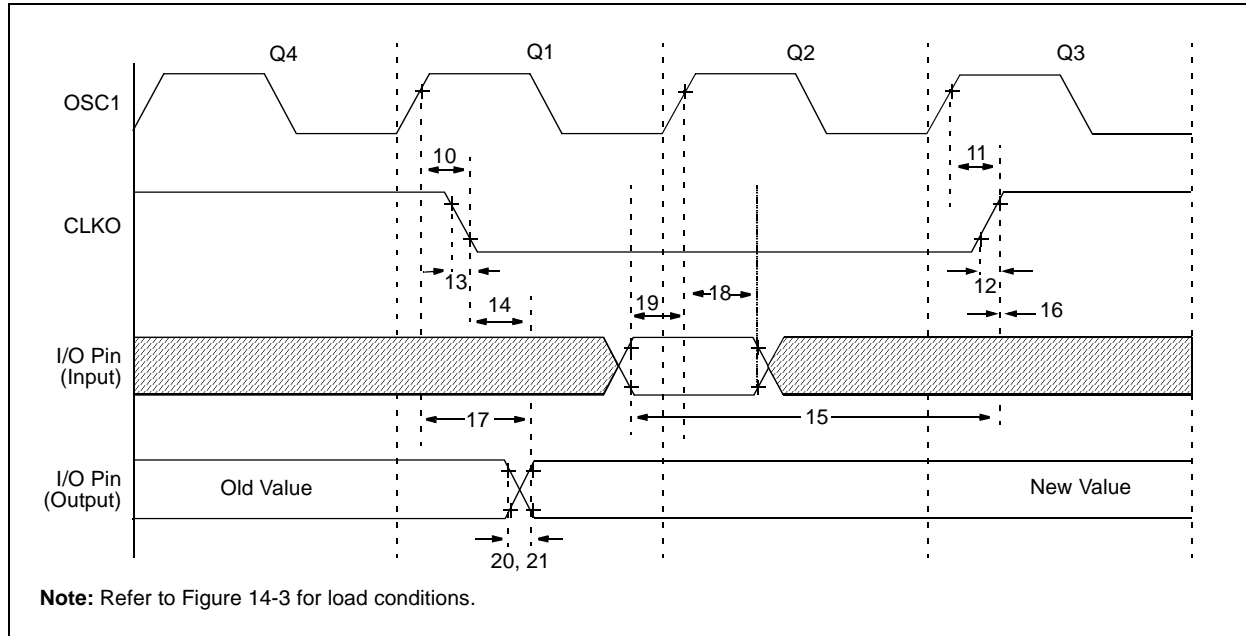 Q4 Q1 Q2 Q3
OSC1
10 11
CLKO
13 12
14 19 18 16
I/O Pin
(Input)
17 15
I/O Pin
(Output)
Old Value New Value
20, 21
Note: Refer to Figure 14-3 for load conditions.